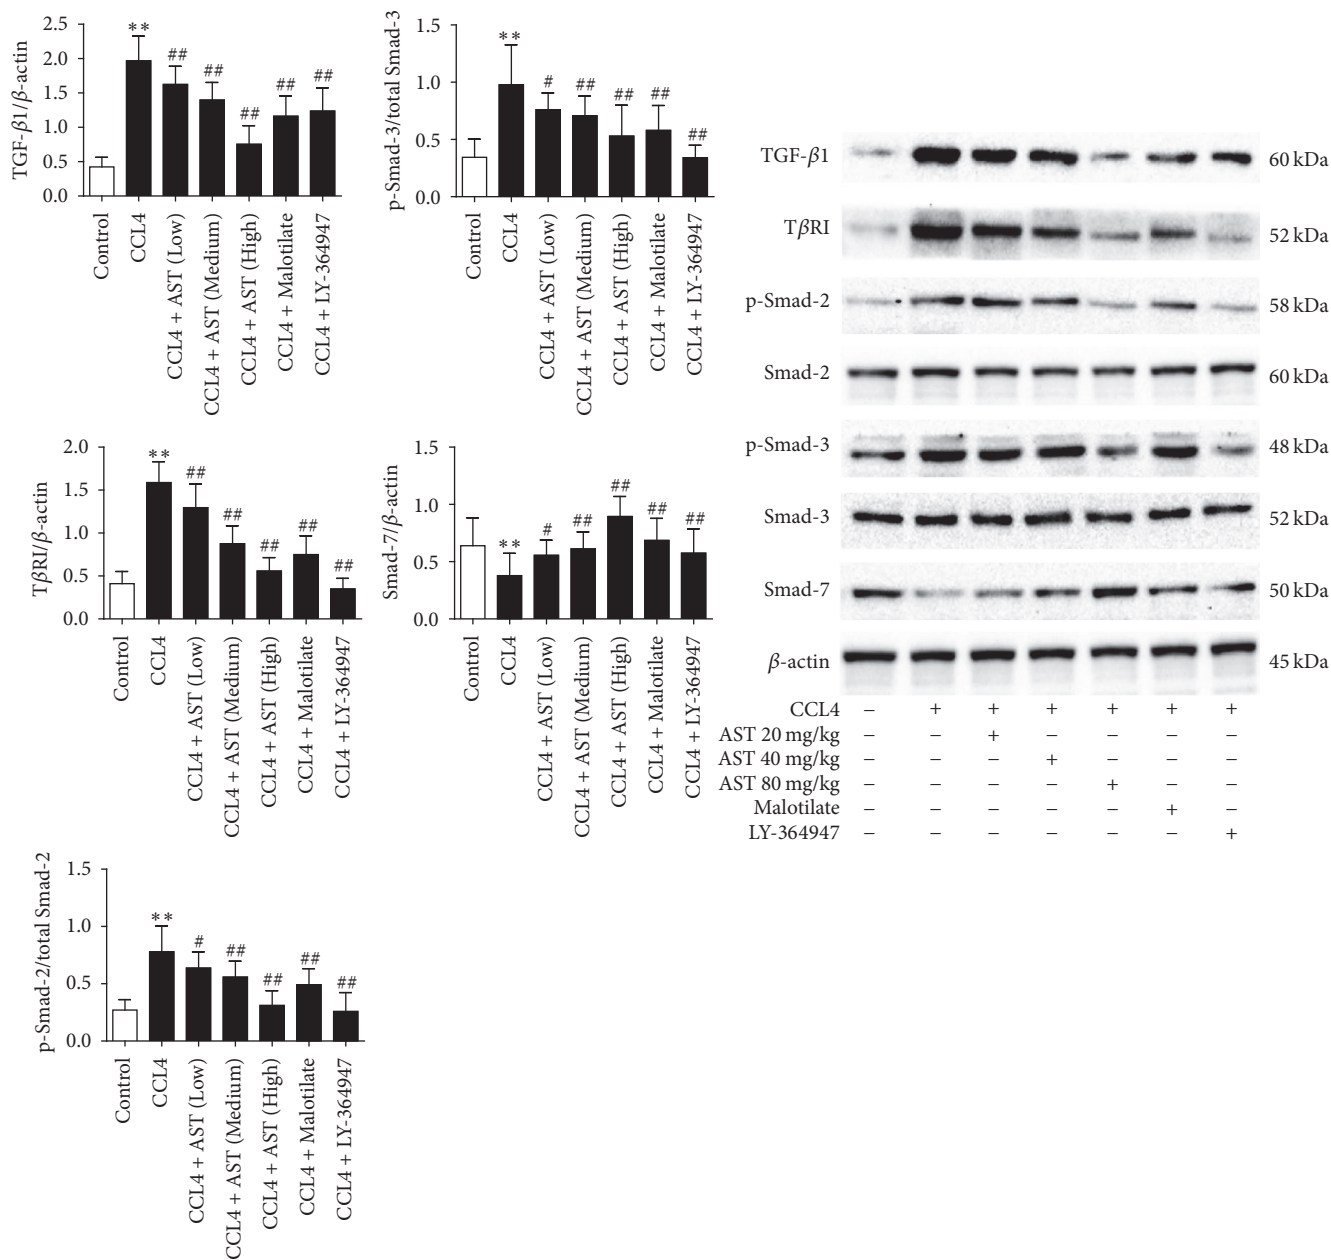 TGF-β1/β-actin
2.5
2.0
1.5
1.0
0.5
0.0
**
##
##
##
##
##
Control
CCL4
CCL4 + AST (Low)
CCL4 + AST (Medium)
CCL4 + AST (High)
CCL4 + Malotilate
CCL4 + LY-364947
p-Smad-3/total Smad-3
1.5
1.0
0.5
0.0
**
#
##
##
##
##
Control
CCL4
CCL4 + AST (Low)
CCL4 + AST (Medium)
CCL4 + AST (High)
CCL4 + Malotilate
CCL4 + LY-364947
TβRI/β-actin
2.0
1.5
1.0
0.5
0.0
**
##
##
##
##
##
Control
CCL4
CCL4 + AST (Low)
CCL4 + AST (Medium)
CCL4 + AST (High)
CCL4 + Malotilate
CCL4 + LY-364947
Smad-7/β-actin
1.5
1.0
0.5
0.0
**
#
##
##
##
##
Control
CCL4
CCL4 + AST (Low)
CCL4 + AST (Medium)
CCL4 + AST (High)
CCL4 + Malotilate
CCL4 + LY-364947
p-Smad-2/total Smad-2
1.5
1.0
0.5
0.0
**
#
##
##
##
##
Control
CCL4
CCL4 + AST (Low)
CCL4 + AST (Medium)
CCL4 + AST (High)
CCL4 + Malotilate
CCL4 + LY-364947
TGF-β1 60 kDa
TβRI 52 kDa
p-Smad-2 58 kDa
Smad-2 60 kDa
p-Smad-3 48 kDa
Smad-3 52 kDa
Smad-7 50 kDa
β-actin 45 kDa
CCL4 − + + + + + +
AST 20 mg/kg − − + − − − −
AST 40 mg/kg − − − + − − −
AST 80 mg/kg − − − − + − −
Malotilate − − − − − + −
LY-364947 − − − − − − +